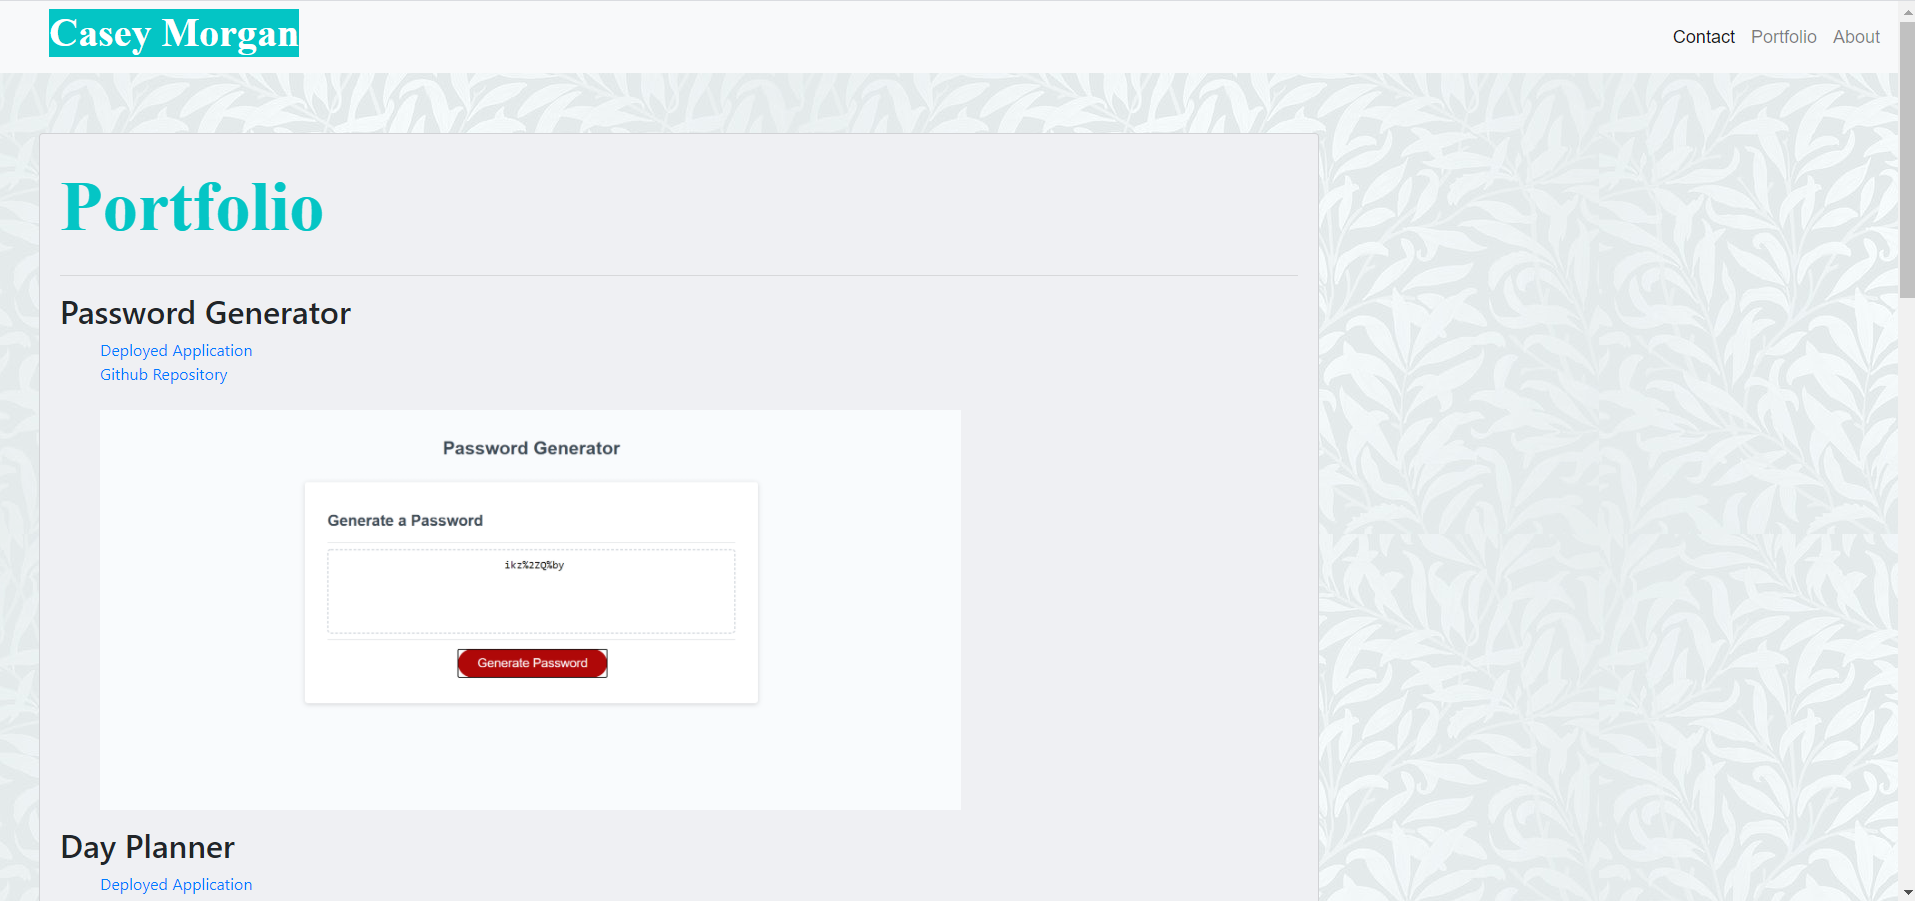 Casey Morgan
Contact Portfolio About
Portfolio
Password Generator
Deployed Application
Github Repository
Password Generator
Generate a Password
ikz%2ZQ%by
Generate Password
Day Planner
Deployed Application